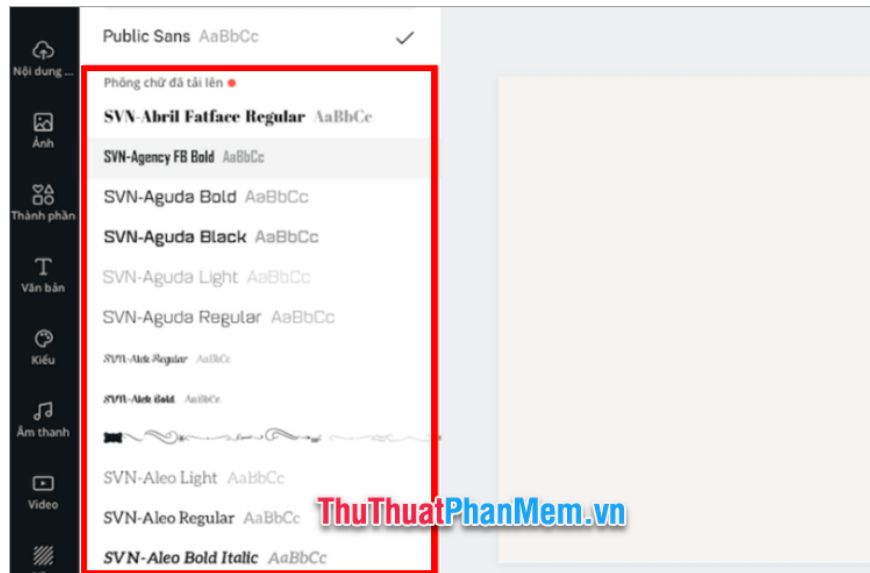 Public Sans AaBbCc
Nội dung ...
Phông chữ đã tải lên
SVN-Abril Fatface Regular AaBbCc
Ảnh
SVN-Agency FB Bold AaBbCc
SVN-Aguda Bold AaBbCc
Thành phần
SVN-Aguda Black AaBbCc
SVN-Aguda Light AaBbCc
Văn bản
SVN-Aguda Regular AaBbCc
Kiểu
SVN-Alek Regular AaBbCc
SVN-Alek Bold AaBbCc
Âm thanh
SVN-Aleo Light AaBbCc
Video
SVN-Aleo Regular AaBbCc
ThuThuatPhanMem.vn
SVN-Aleo Bold Italic AaBbCc